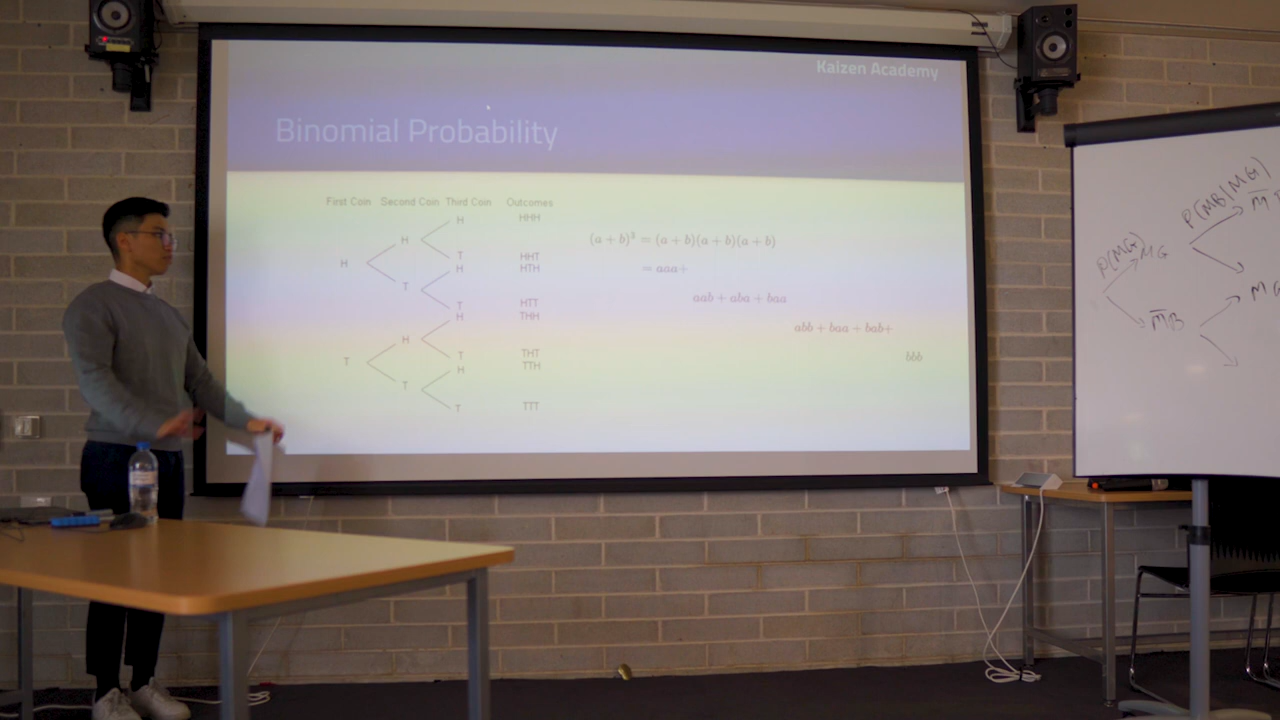 Kaizen Academy
Binomial Probability
First Coin Second Coin Third Coin Outcomes
H HHH
H
T HHT
H H HTH
T
T HTT
H THH
H
T THT
T H TTH
T
T TTT
(a + b)³ = (a + b)(a + b)(a + b)
= aaa+
aab + aba + baa
abb + baa + bab+
bbb
P(MB|MG)
P(MG) MG
M̅B